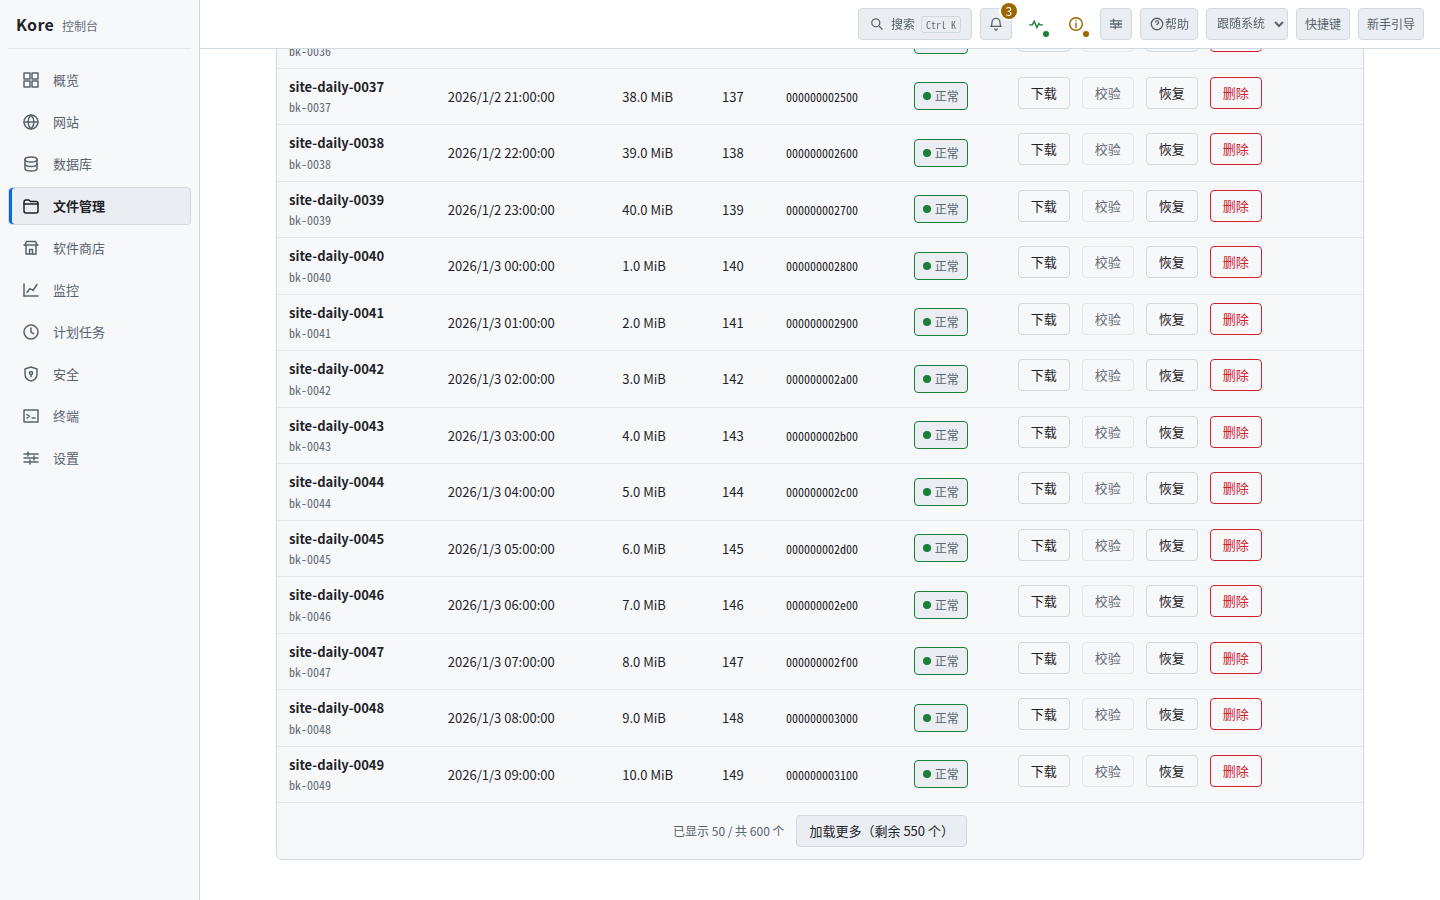 Kore 控制台
搜索 Ctrl K
3
帮助
跟随系统
快捷键
新手引导
概览
网站
数据库
文件管理
软件商店
监控
计划任务
安全
终端
设置
bk-0036
site-daily-0037 2026/1/2 21:00:00 38.0 MiB 137 000000002500 正常 下载 校验 恢复 删除
bk-0037
site-daily-0038 2026/1/2 22:00:00 39.0 MiB 138 000000002600 正常 下载 校验 恢复 删除
bk-0038
site-daily-0039 2026/1/2 23:00:00 40.0 MiB 139 000000002700 正常 下载 校验 恢复 删除
bk-0039
site-daily-0040 2026/1/3 00:00:00 1.0 MiB 140 000000002800 正常 下载 校验 恢复 删除
bk-0040
site-daily-0041 2026/1/3 01:00:00 2.0 MiB 141 000000002900 正常 下载 校验 恢复 删除
bk-0041
site-daily-0042 2026/1/3 02:00:00 3.0 MiB 142 000000002a00 正常 下载 校验 恢复 删除
bk-0042
site-daily-0043 2026/1/3 03:00:00 4.0 MiB 143 000000002b00 正常 下载 校验 恢复 删除
bk-0043
site-daily-0044 2026/1/3 04:00:00 5.0 MiB 144 000000002c00 正常 下载 校验 恢复 删除
bk-0044
site-daily-0045 2026/1/3 05:00:00 6.0 MiB 145 000000002d00 正常 下载 校验 恢复 删除
bk-0045
site-daily-0046 2026/1/3 06:00:00 7.0 MiB 146 000000002e00 正常 下载 校验 恢复 删除
bk-0046
site-daily-0047 2026/1/3 07:00:00 8.0 MiB 147 000000002f00 正常 下载 校验 恢复 删除
bk-0047
site-daily-0048 2026/1/3 08:00:00 9.0 MiB 148 000000003000 正常 下载 校验 恢复 删除
bk-0048
site-daily-0049 2026/1/3 09:00:00 10.0 MiB 149 000000003100 正常 下载 校验 恢复 删除
bk-0049
已显示 50 / 共 600 个 加载更多（剩余 550 个）